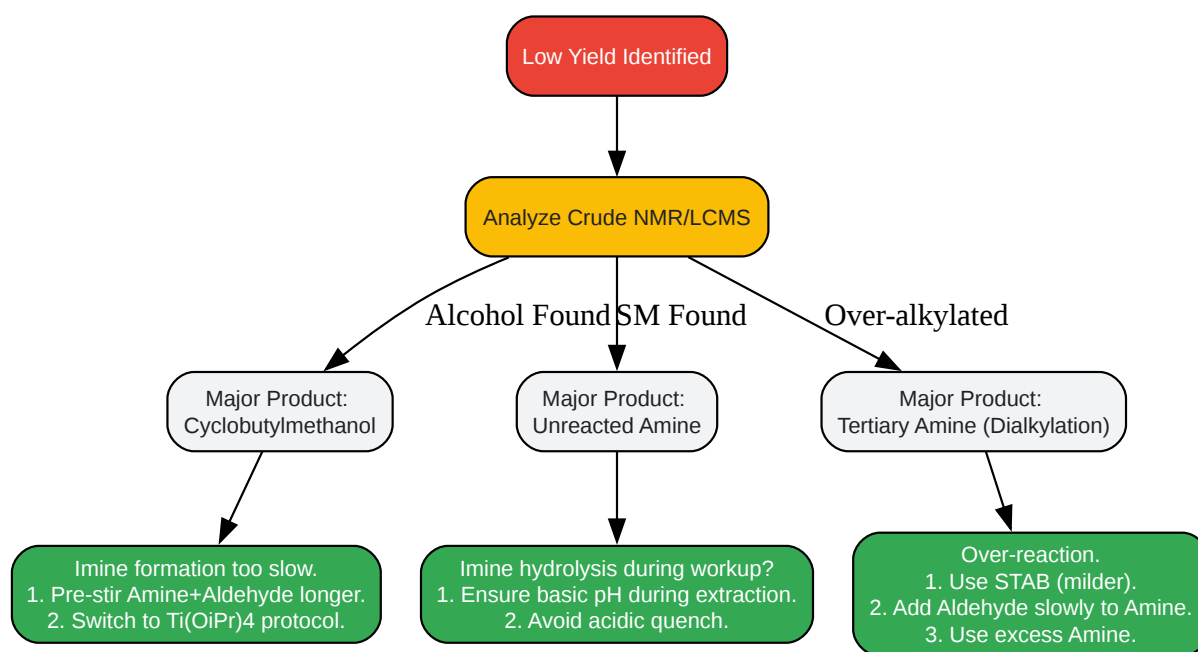 Low Yield Identified
Analyze Crude NMR/LCMS
Alcohol Found
SM Found
Over-alkylated
Major Product:
Cyclobutylmethanol
Major Product:
Unreacted Amine
Major Product:
Tertiary Amine (Dialkylation)
Imine formation too slow.
1. Pre-stir Amine+Aldehyde longer.
2. Switch to Ti(OiPr)4 protocol.
Imine hydrolysis during workup?
1. Ensure basic pH during extraction.
2. Avoid acidic quench.
Over-reaction.
1. Use STAB (milder).
2. Add Aldehyde slowly to Amine.
3. Use excess Amine.